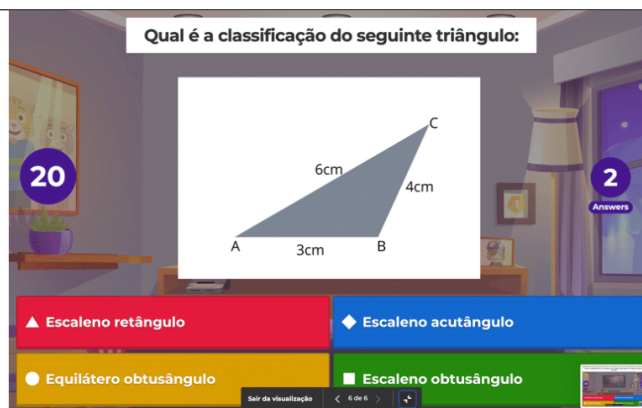 Qual é a classificação do seguinte triângulo:
C
6cm
4cm
20
2
Answers
A
3cm
B
Escaleno retângulo
Escaleno acutângulo
Equilátero obtusângulo
Escaleno obtusângulo
Sair da visualização
6 de 6